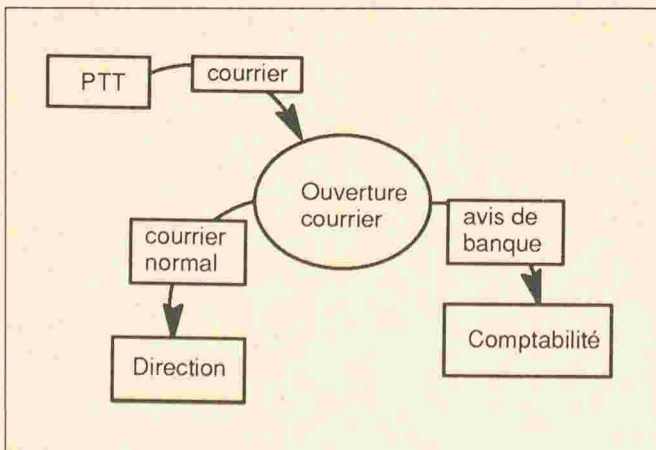 PTT
courrier
Ouverture
courrier
courrier
normal
avis de
banque
Direction
Comptabilité